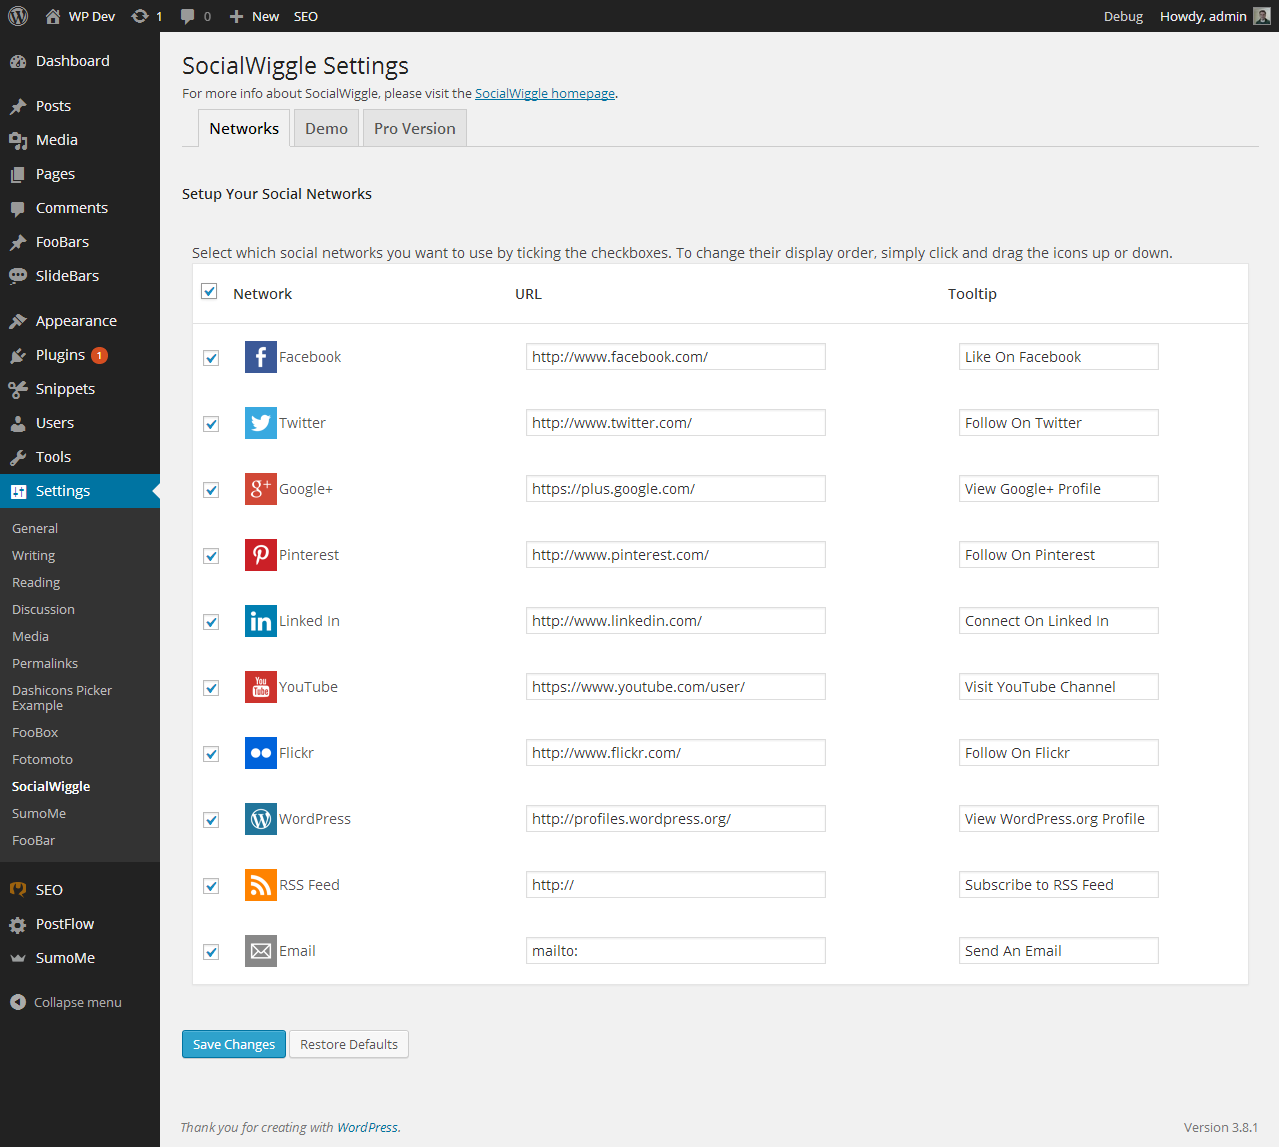 WP Dev 1 0 New SEO Debug Howdy, admin
Dashboard
Posts
Media
Pages
Comments
FooBars
SlideBars
Appearance
Plugins 1
Snippets
Users
Tools
Settings
General
Writing
Reading
Discussion
Media
Permalinks
Dashicons Picker
Example
FooBox
Fotomoto
SocialWiggle
SumoMe
FooBar
SEO
PostFlow
SumoMe
Collapse menu
SocialWiggle Settings
For more info about SocialWiggle, please visit the SocialWiggle homepage.
Networks Demo Pro Version
Setup Your Social Networks
Select which social networks you want to use by ticking the checkboxes. To change their display order, simply click and drag the icons up or down.
Network URL Tooltip
Facebook http://www.facebook.com/ Like On Facebook
Twitter http://www.twitter.com/ Follow On Twitter
Google+ https://plus.google.com/ View Google+ Profile
Pinterest http://www.pinterest.com/ Follow On Pinterest
Linked In http://www.linkedin.com/ Connect On Linked In
You
Tube
YouTube https://www.youtube.com/user/ Visit YouTube Channel
Flickr http://www.flickr.com/ Follow On Flickr
WordPress http://profiles.wordpress.org/ View WordPress.org Profile
RSS Feed http:// Subscribe to RSS Feed
Email mailto: Send An Email
Save Changes Restore Defaults
Thank you for creating with WordPress. Version 3.8.1